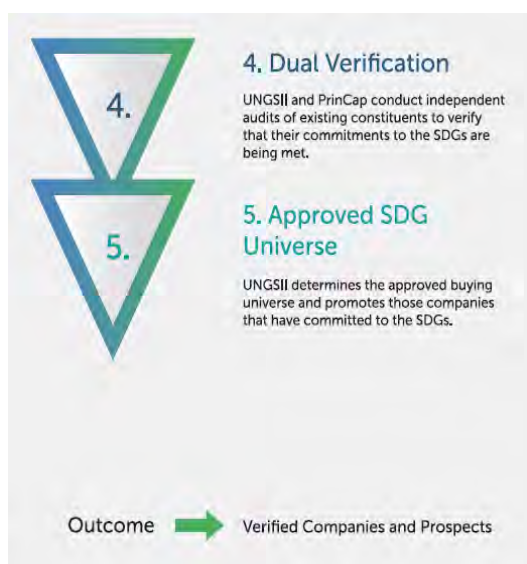 4.
4. Dual Verification
UNGSII and PrinCap conduct independent
audits of existing constituents to verify
that their commitments to the SDGs are
being met.
5.
5. Approved SDG
Universe
UNGSII determines the approved buying
universe and promotes those companies
that have committed to the SDGs.
Outcome
Verified Companies and Prospects